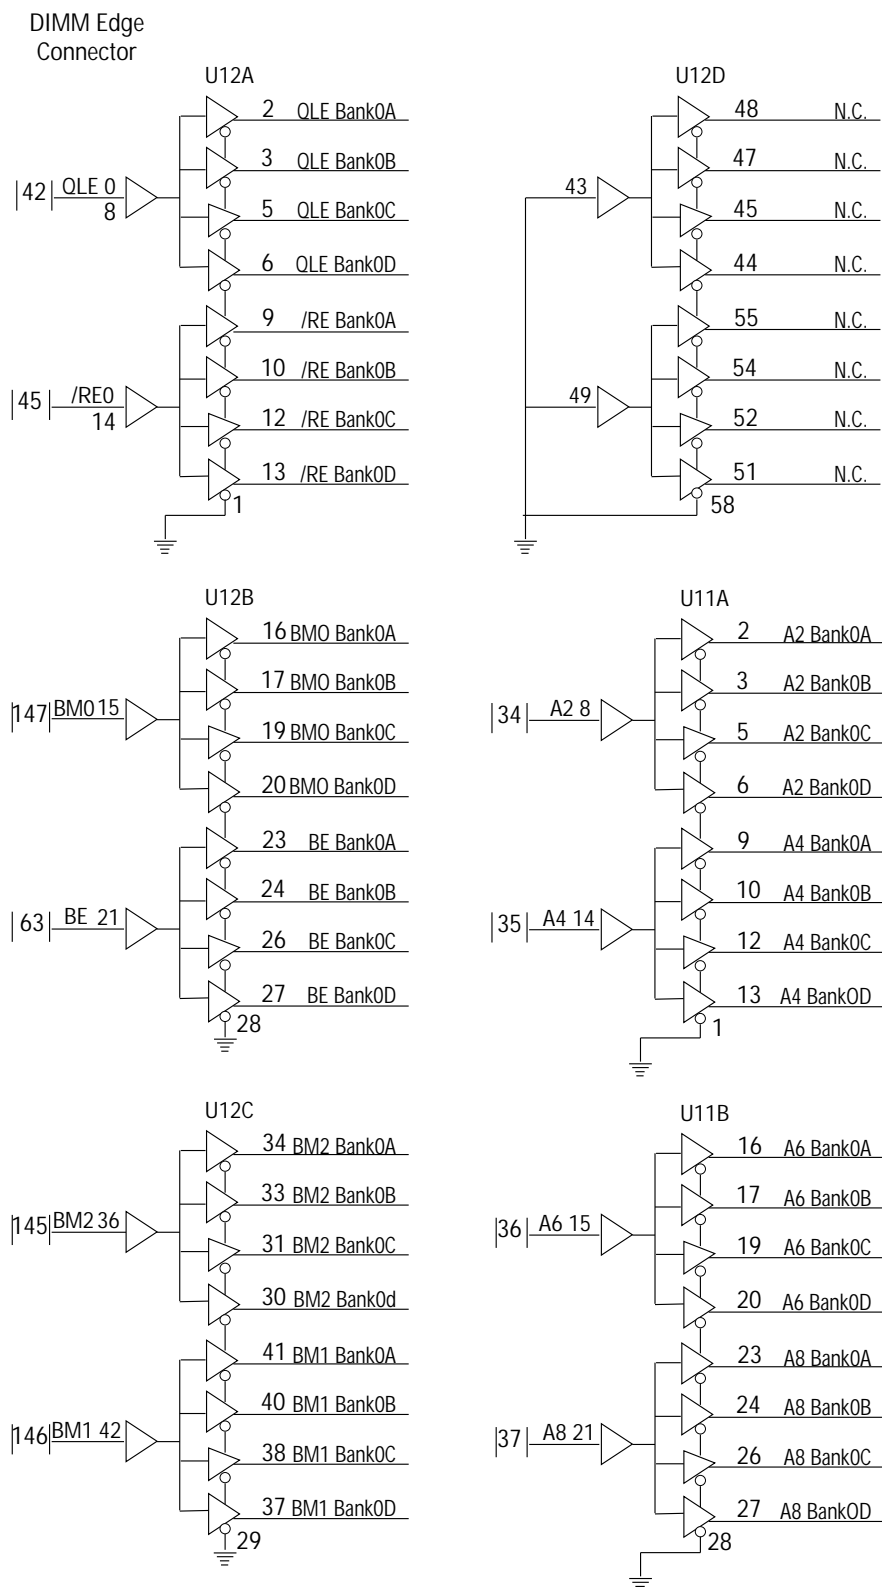 DIMM Edge
Connector
U12A
2 QLE Bank0A
3 QLE Bank0B
|42| QLE 0
8
5 QLE Bank0C
6 QLE Bank0D
9 /RE Bank0A
10 /RE Bank0B
|45| /RE0
14
12 /RE Bank0C
13 /RE Bank0D
1
U12D
48 N.C.
47 N.C.
43
45 N.C.
44 N.C.
55 N.C.
54 N.C.
49
52 N.C.
51 N.C.
58
U12B
16 BMO Bank0A
17 BMO Bank0B
|147| BM0 15
19 BMO Bank0C
20 BMO Bank0D
23 BE Bank0A
24 BE Bank0B
|63| BE 21
26 BE Bank0C
27 BE Bank0D
28
U11A
2 A2 Bank0A
3 A2 Bank0B
|34| A2 8
5 A2 Bank0C
6 A2 Bank0D
9 A4 Bank0A
10 A4 Bank0B
|35| A4 14
12 A4 Bank0C
13 A4 BankOD
1
U12C
34 BM2 Bank0A
33 BM2 Bank0B
|145| BM2 36
31 BM2 Bank0C
30 BM2 Bank0d
41 BM1 Bank0A
40 BM1 Bank0B
|146| BM1 42
38 BM1 Bank0C
37 BM1 Bank0D
29
U11B
16 A6 Bank0A
17 A6 Bank0B
|36| A6 15
19 A6 Bank0C
20 A6 Bank0D
23 A8 Bank0A
24 A8 Bank0B
|37| A8 21
26 A8 Bank0C
27 A8 BankOD
28